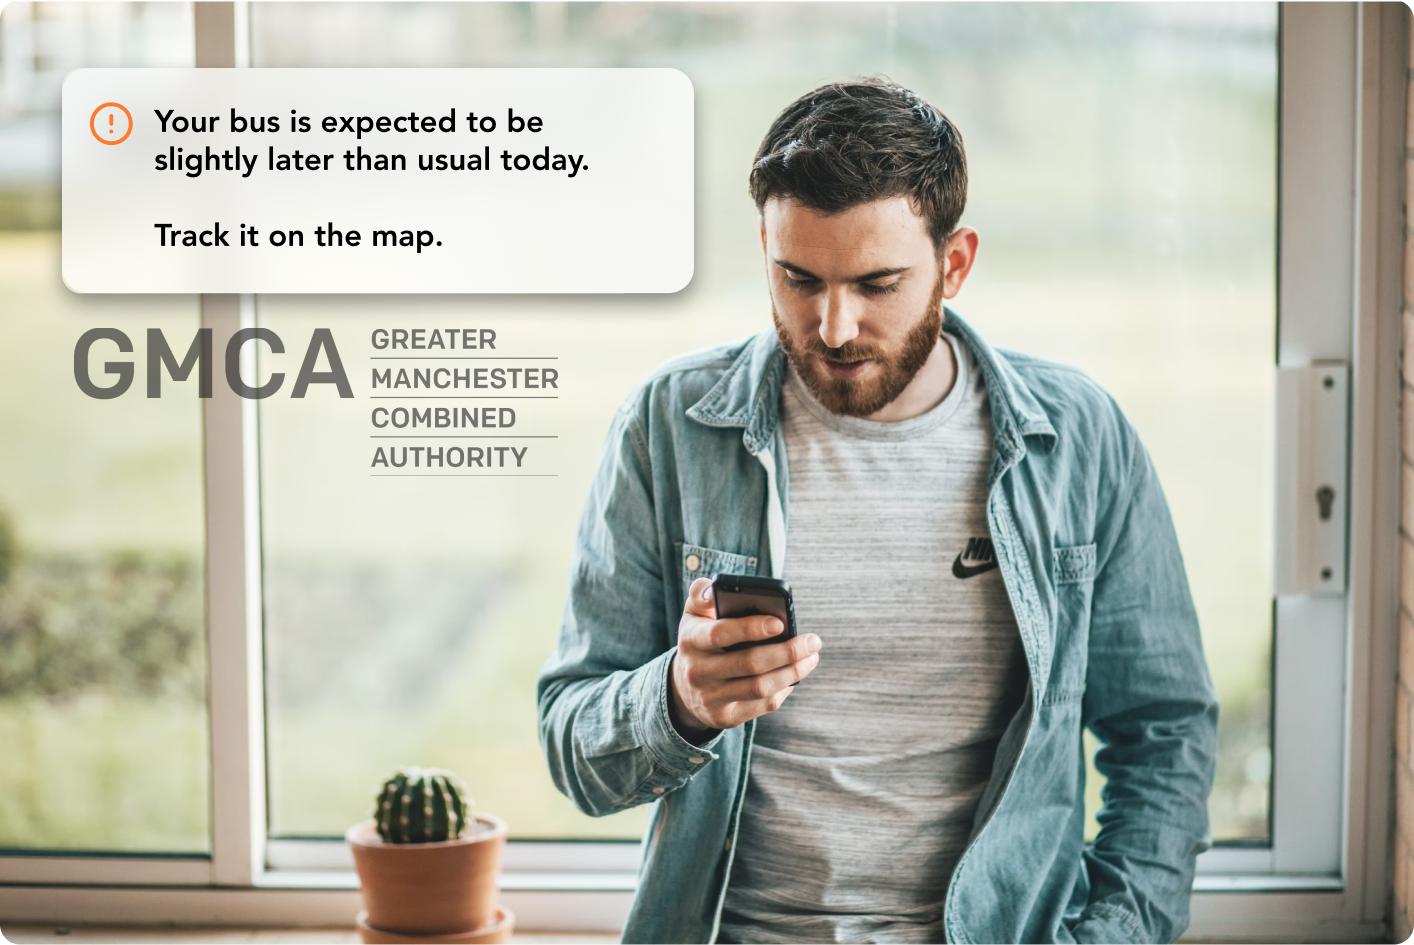 Your bus is expected to be
slightly later than usual today.
Track it on the map.
GMCA
GREATER
MANCHESTER
COMBINED
AUTHORITY
NIKE